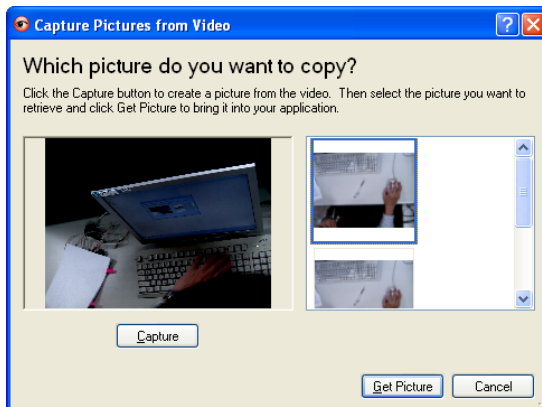 Capture Pictures from Video
Which picture do you want to copy?
Click the Capture button to create a picture from the video. Then select the picture you want to
retrieve and click Get Picture to bring it into your application.
Capture
Get Picture
Cancel